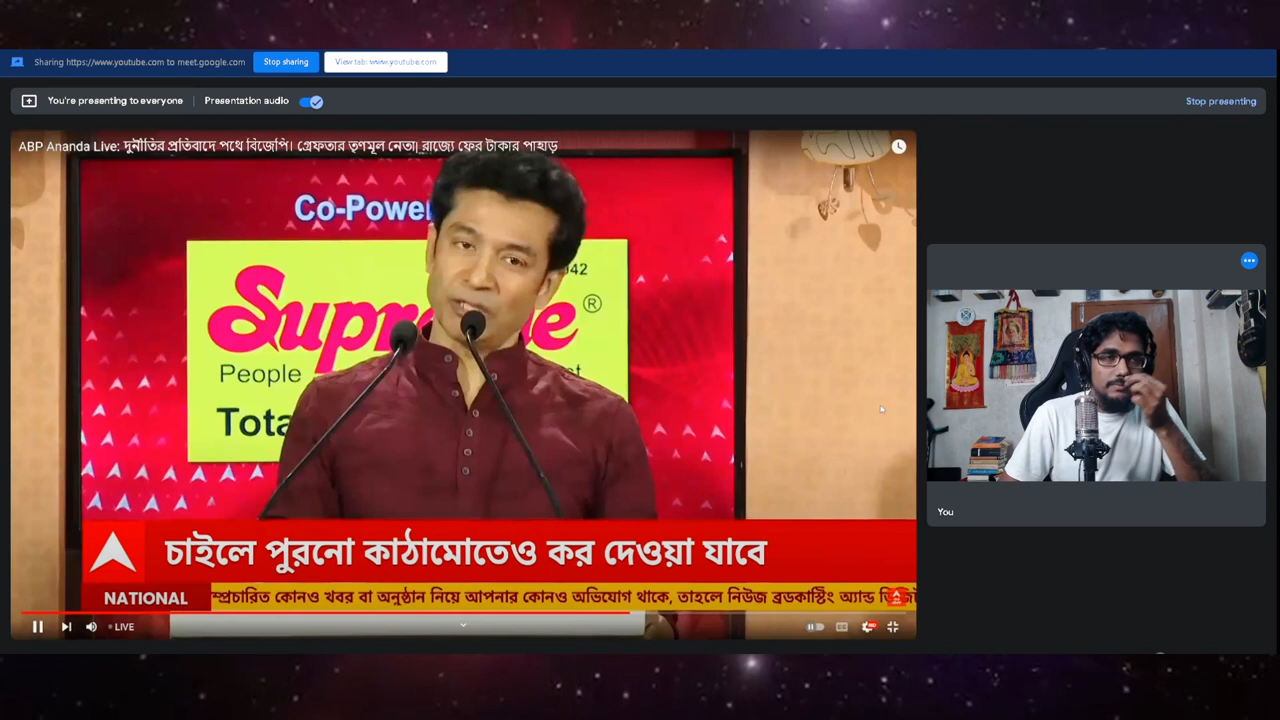 Sharing https://www.youtube.com to meet.google.com Stop sharing View tab: www.youtube.com
You're presenting to everyone Presentation audio Stop presenting
ABP Ananda Live: দুর্নীতির প্রতিবাদে পথে বিজেপি। গ্রেফতার তৃণমূল নেতা| রাজ্যে ফের টাকার পাহাড়
Co-Power
042
Supreme®
People
Total
You
চাইলে পুরনো কাঠামোতেও কর দেওয়া যাবে
NATIONAL ম্প্রচারিত কোনও খবর বা অনুষ্ঠান নিয়ে আপনার কোনও অভিযোগ থাকে, তাহলে নিউজ ব্রডকাস্টিং অ্যান্ড
LIVE